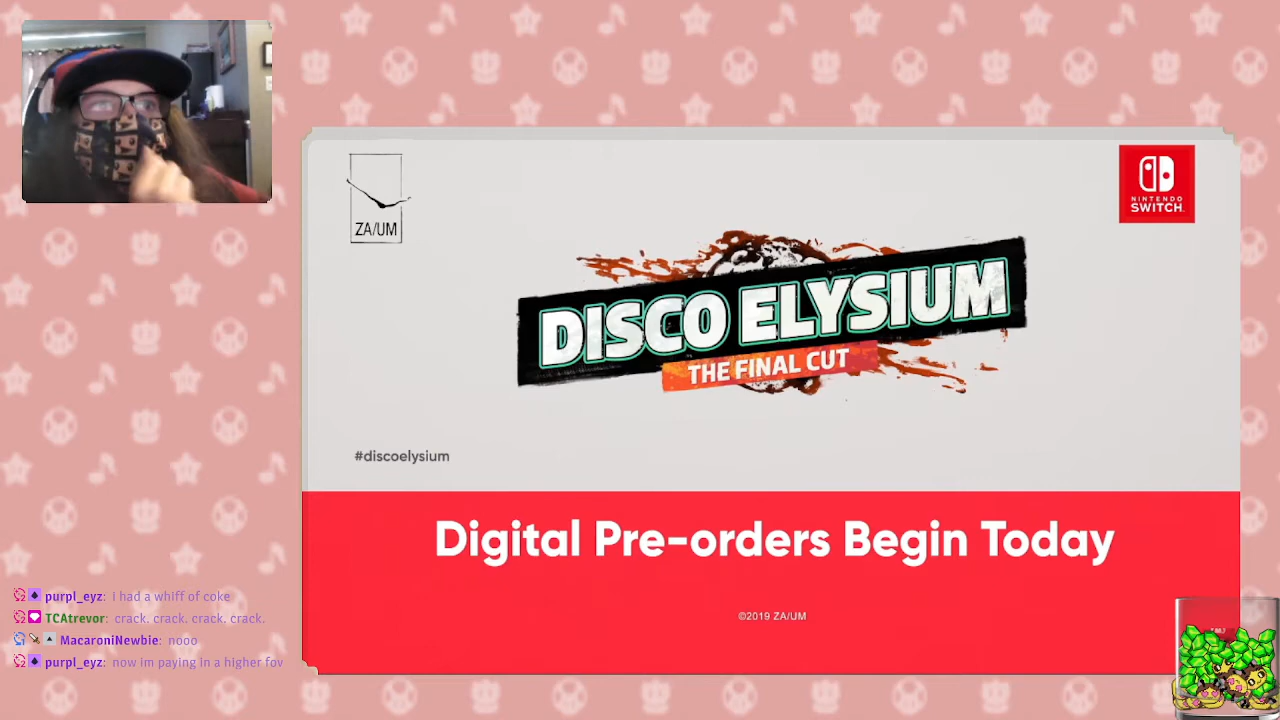 ZA/UM
NINTENDO
SWITCH
DISCO ELYSIUM
THE FINAL CUT
#discoelysium
Digital Pre-orders Begin Today
©2019 ZA/UM
purpl_eyz: I had a whiff of coke
TCAtrevor: crack. crack. crack. crack.
MacaroniNewbie: nooo
purpl_eyz: now im paying in a higher fov